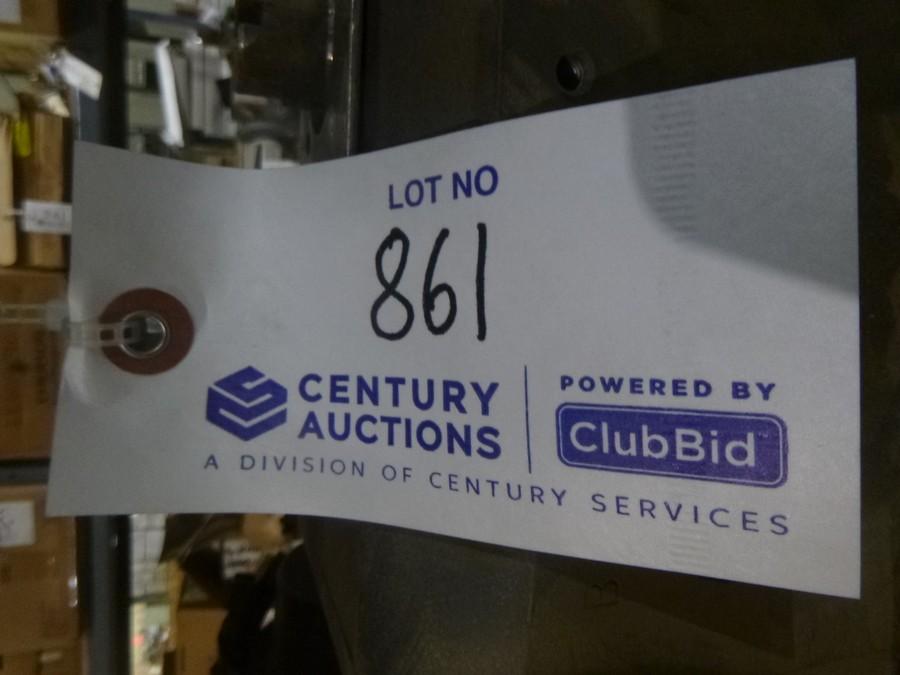 LOT NO
861
CENTURY AUCTIONS
POWERED BY
ClubBid
A DIVISION OF CENTURY SERVICES